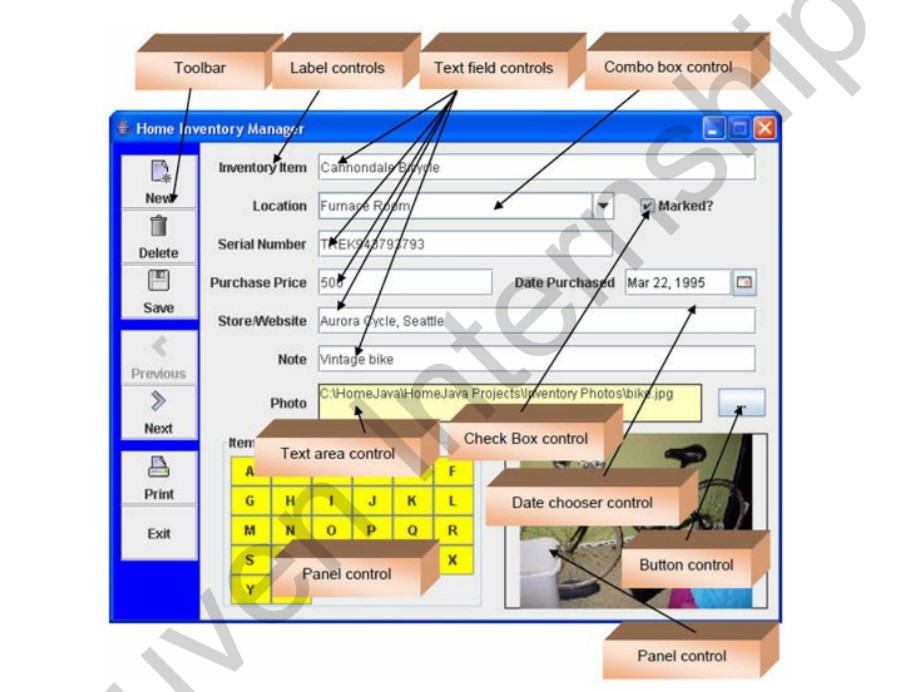 Toolbar
Label controls
Text field controls
Combo box control
Home Inventory Manager
New
Delete
Save
Previous
Next
Print
Exit
Inventory Item Cannondale Bicycle
Location Furnace Room Marked?
Serial Number TREK943793793
Purchase Price 500 Date Purchased Mar 22, 1995
Store/Website Aurora Cycle, Seattle
Note Vintage bike
Photo C:\HomeJava\HomeJava Projects\Inventory Photos\bike.jpg ...
Text area control
Check Box control
Date chooser control
Item
A F
G H I J K L
M N O P Q R
S X
Y
Panel control
Button control
Panel control
uven Internship